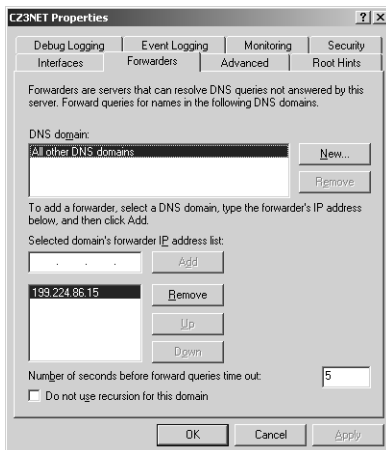 CZ3NET Properties
Debug Logging Event Logging Monitoring Security
Interfaces Forwarders Advanced Root Hints
Forwarders are servers that can resolve DNS queries not answered by this
server. Forward queries for names in the following DNS domains.
DNS domain:
All other DNS domains
New...
Remove
To add a forwarder, select a DNS domain, type the forwarder's IP address
below, and then click Add.
Selected domain's forwarder IP address list:
. . . Add
199.224.86.15 Remove
Up
Down
Number of seconds before forward queries time out: 5
Do not use recursion for this domain
OK Cancel Apply